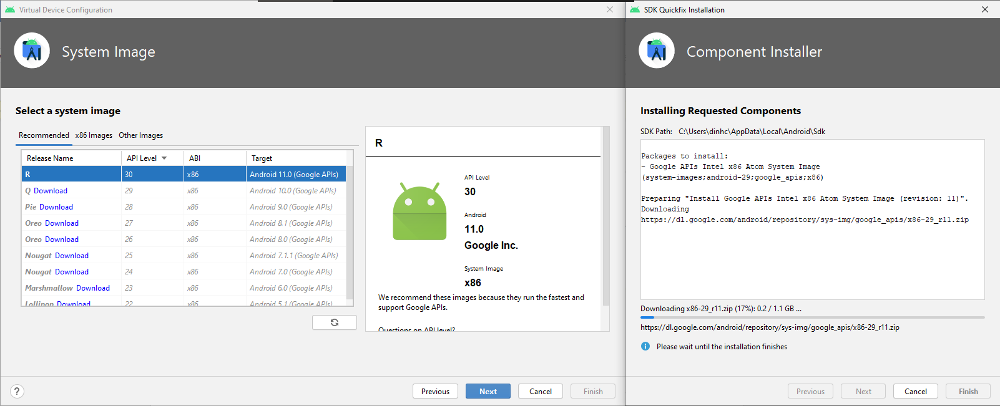 Virtual Device Configuration
System Image
Select a system image
Recommended x86 Images Other Images
Release Name API Level ABI Target
R 30 x86 Android 11.0 (Google APIs)
Q Download 29 x86 Android 10.0 (Google APIs)
Pie Download 28 x86 Android 9.0 (Google APIs)
Oreo Download 27 x86 Android 8.1 (Google APIs)
Oreo Download 26 x86 Android 8.0 (Google APIs)
Nougat Download 25 x86 Android 7.1.1 (Google APIs)
Nougat Download 24 x86 Android 7.0 (Google APIs)
Marshmallow Download 23 x86 Android 6.0 (Google APIs)
Lollipop Download 22 x86 Android 5.1 (Google APIs)
R
API Level
30
Android
11.0
Google Inc.
System Image
x86
We recommend these images because they run the fastest and
support Google APIs.
Questions on API level?
?
Previous Next Cancel Finish
SDK Quickfix Installation
Component Installer
Installing Requested Components
SDK Path: C:\Users\dinhc\AppData\Local\Android\Sdk
Packages to install:
- Google APIs Intel x86 Atom System Image
(system-images;android-29;google_apis;x86)
Preparing "Install Google APIs Intel x86 Atom System Image (revision: 11)".
Downloading
https://dl.google.com/android/repository/sys-img/google_apis/x86-29_r11.zip
Downloading x86-29_r11.zip (17%): 0.2 / 1.1 GB ...
https://dl.google.com/android/repository/sys-img/google_apis/x86-29_r11.zip
Please wait until the installation finishes
Previous Next Cancel Finish